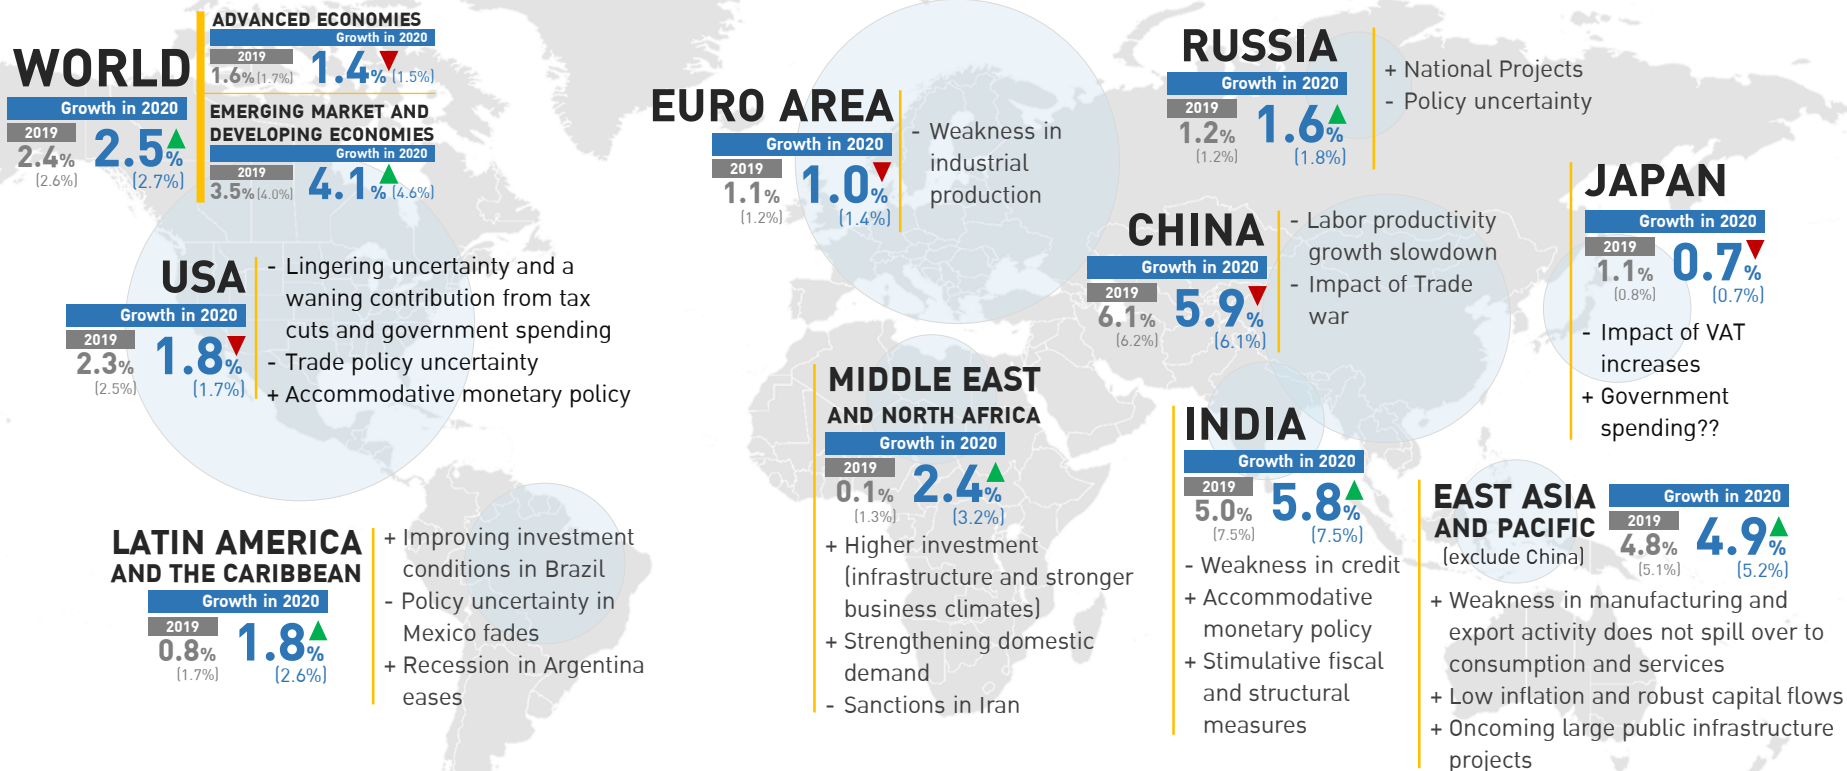 WORLD
Growth in 2020
2019
2.4%
(2.6%)
2.5%
(2.7%)
ADVANCED ECONOMIES
Growth in 2020
2019
1.6% (1.7%)
1.4% (1.5%)
EMERGING MARKET AND
DEVELOPING ECONOMIES
Growth in 2020
2019
3.5% (4.0%)
4.1% (4.6%)
USA
Growth in 2020
2019
2.3%
(2.5%)
1.8%
(1.7%)
- Lingering uncertainty and a
waning contribution from tax
cuts and government spending
- Trade policy uncertainty
+ Accommodative monetary policy
LATIN AMERICA
AND THE CARIBBEAN
Growth in 2020
2019
0.8%
(1.7%)
1.8%
(2.6%)
+ Improving investment
conditions in Brazil
- Policy uncertainty in
Mexico fades
+ Recession in Argentina
eases
EURO AREA
Growth in 2020
2019
1.1%
(1.2%)
1.0%
(1.4%)
- Weakness in
industrial
production
MIDDLE EAST
AND NORTH AFRICA
Growth in 2020
2019
0.1%
(1.3%)
2.4%
(3.2%)
+ Higher investment
(infrastructure and stronger
business climates)
+ Strengthening domestic
demand
- Sanctions in Iran
RUSSIA
Growth in 2020
2019
1.2%
(1.2%)
1.6%
(1.8%)
+ National Projects
- Policy uncertainty
CHINA
Growth in 2020
2019
6.1%
(6.2%)
5.9%
(6.1%)
- Labor productivity
growth slowdown
- Impact of Trade
war
JAPAN
Growth in 2020
2019
1.1%
(0.8%)
0.7%
(0.7%)
- Impact of VAT
increases
+ Government
spending??
INDIA
Growth in 2020
2019
5.0%
(7.5%)
5.8%
(7.5%)
- Weakness in credit
+ Accommodative
monetary policy
+ Stimulative fiscal
and structural
measures
EAST ASIA
AND PACIFIC
(exclude China)
Growth in 2020
2019
4.8%
(5.1%)
4.9%
(5.2%)
+ Weakness in manufacturing and
export activity does not spill over to
consumption and services
+ Low inflation and robust capital flows
+ Oncoming large public infrastructure
projects